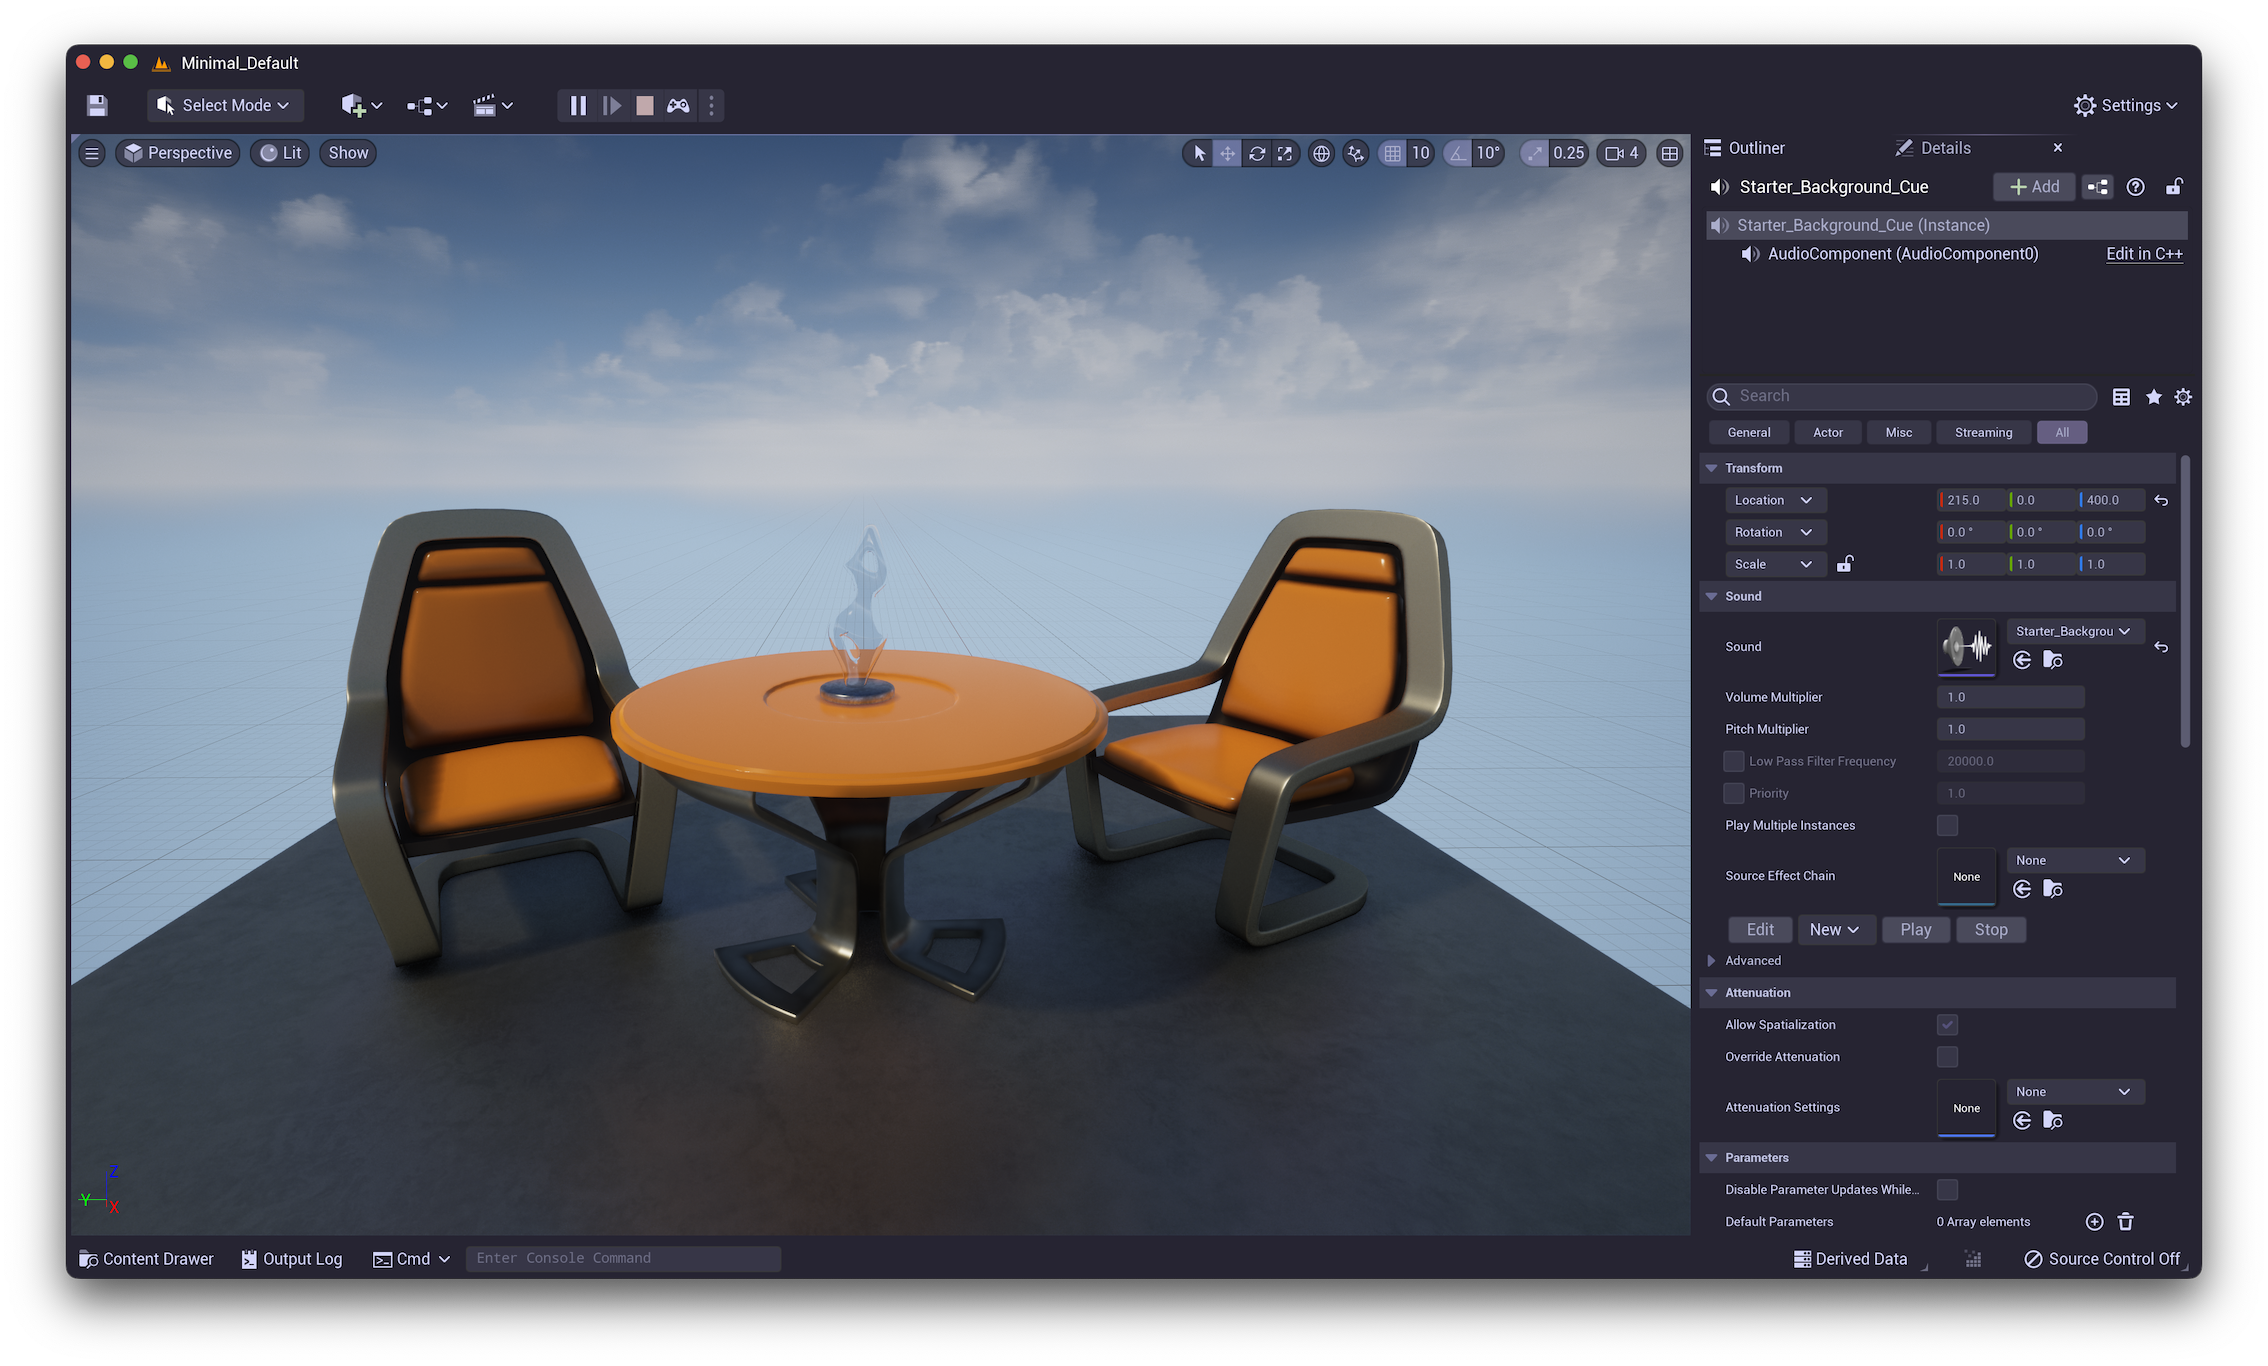 Minimal_Default
Select Mode
Settings
Perspective
Lit
Show
10
10°
0.25
4
Outliner
Details
Starter_Background_Cue
Add
Starter_Background_Cue (Instance)
AudioComponent (AudioComponent0)
Edit in C++
Search
General
Actor
Misc
Streaming
All
Transform
Location
215.0
0.0
400.0
Rotation
0.0 °
0.0 °
0.0 °
Scale
1.0
1.0
1.0
Sound
Sound
Starter_Backgrou
Volume Multiplier
1.0
Pitch Multiplier
1.0
Low Pass Filter Frequency
20000.0
Priority
1.0
Play Multiple Instances
Source Effect Chain
None
None
Edit
New
Play
Stop
Advanced
Attenuation
Allow Spatialization
Override Attenuation
Attenuation Settings
None
None
Parameters
Disable Parameter Updates While...
Default Parameters
0 Array elements
Z
Y
X
Content Drawer
Output Log
Cmd
Enter Console Command
Derived Data
Source Control Off